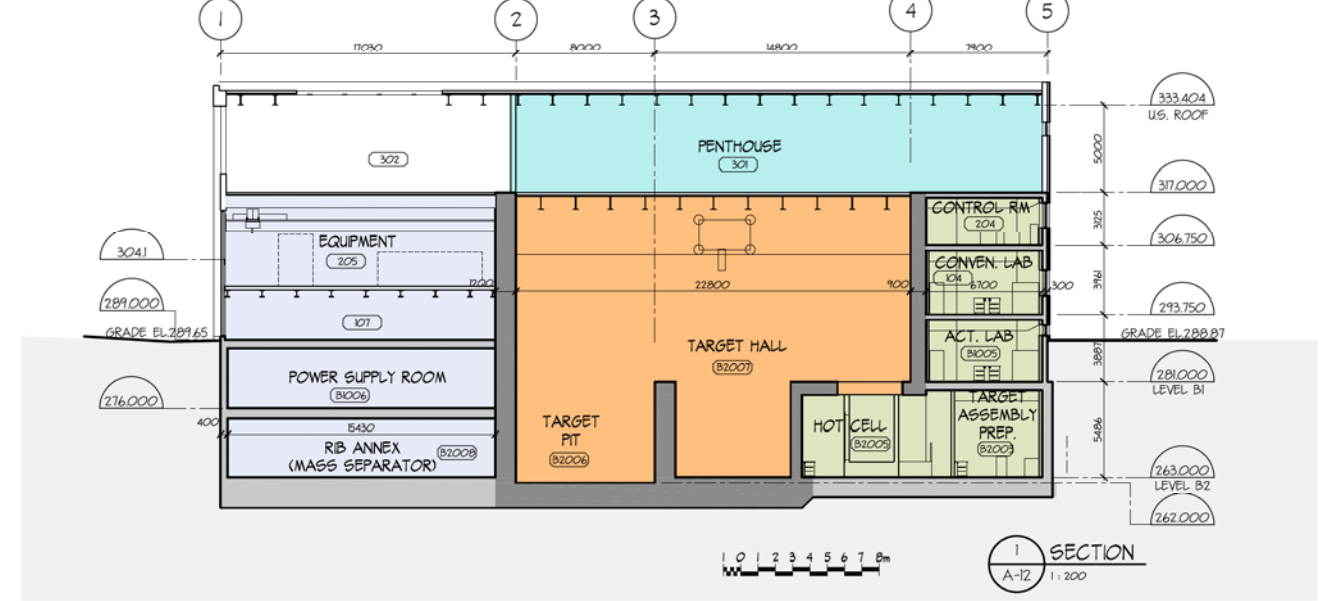 1 2 3 4 5
17030 8000 14800 7900
333.404
U.S. ROOF
PENTHOUSE
301
302
5000
317.000
CONTROL RM
204
3125
306.750
304.1
EQUIPMENT
205
CONVEN. LAB
104
3961
1200 22800 900 6700 300
289.000
293.750
107
GRADE EL.289.65
GRADE EL.288.87
ACT. LAB
B1005
3887
TARGET HALL
B2007
281.000
LEVEL B1
POWER SUPPLY ROOM
B1006
276.000
400
15430
TARGET
PIT
B2006
HOT CELL
B2005
TARGET
ASSEMBLY
PREP.
B2003
5486
RIB ANNEX
(MASS SEPARATOR)
B2008
263.000
LEVEL B2
262.000
1 0 1 2 3 4 5 6 7 8m
1
A-12
SECTION
1 : 200